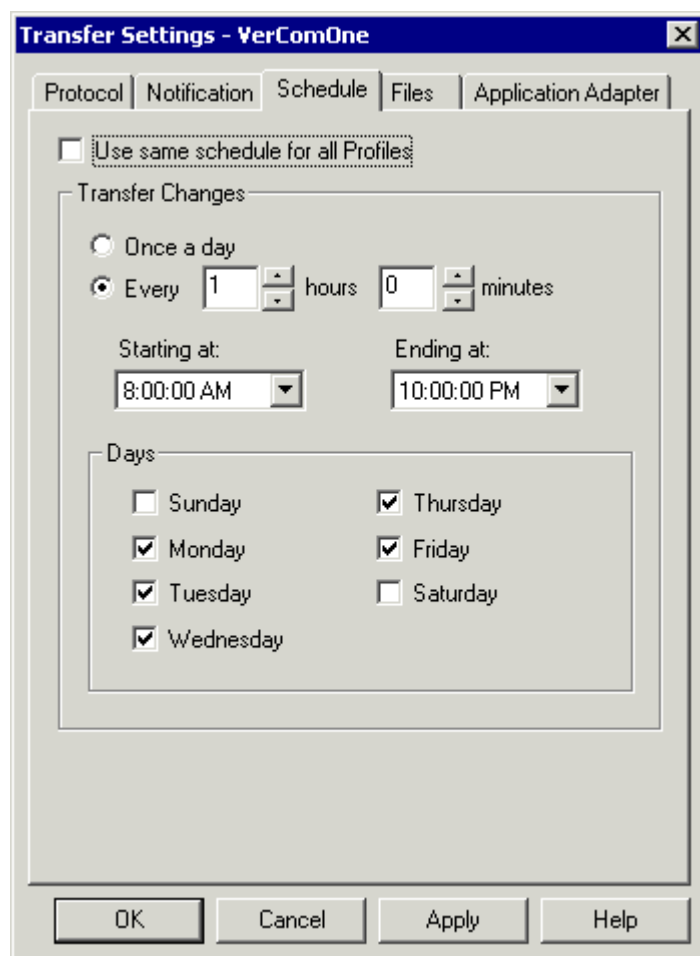 Transfer Settings - VerComOne
Protocol Notification Schedule Files Application Adapter
Use same schedule for all Profiles
Transfer Changes
Once a day
Every 1 hours 0 minutes
Starting at: Ending at:
8:00:00 AM 10:00:00 PM
Days
Sunday Thursday
Monday Friday
Tuesday Saturday
Wednesday
OK Cancel Apply Help